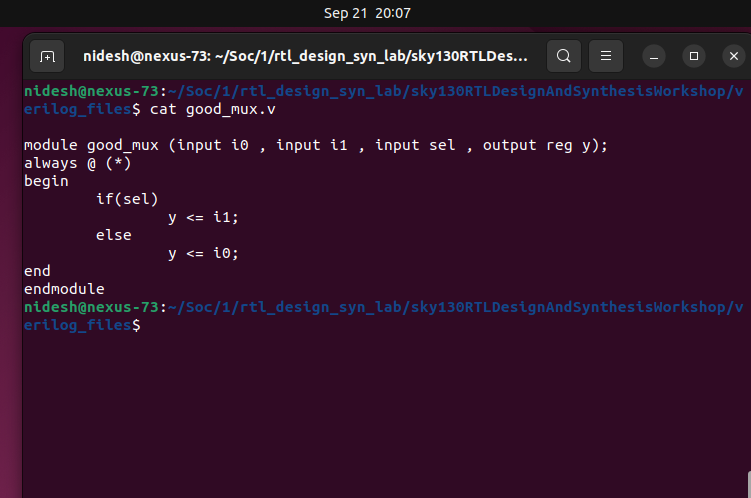 Sep 21  20:07
nidesh@nexus-73: ~/Soc/1/rtl_design_syn_lab/sky130RTLDes...
nidesh@nexus-73:~/Soc/1/rtl_design_syn_lab/sky130RTLDesignAndSynthesisWorkshop/v
erilog_files$ cat good_mux.v

module good_mux (input i0 , input i1 , input sel , output reg y);
always @ (*)
begin
        if(sel)
                y <= i1;
        else
                y <= i0;
end
endmodule
nidesh@nexus-73:~/Soc/1/rtl_design_syn_lab/sky130RTLDesignAndSynthesisWorkshop/v
erilog_files$